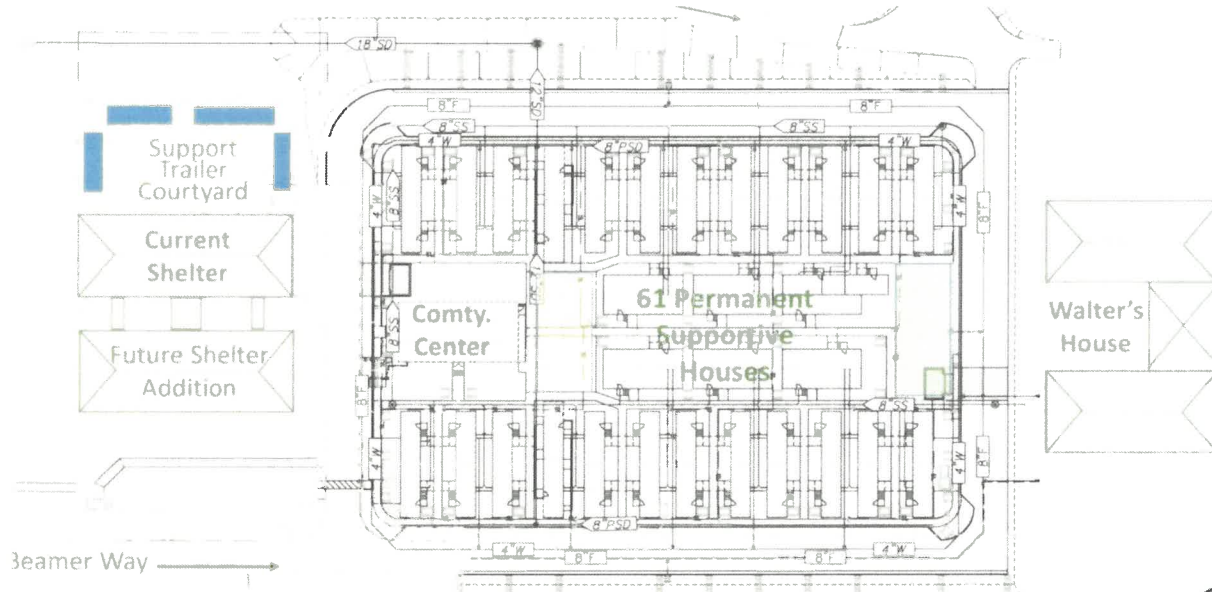 18"SD
12"SD
8"F
8"F
8"SS
8"SS
4"W
8"PSD
4"W
Support
Trailer
Courtyard
4"W
8"SS
4"W
8"F
Current
Shelter
61 Permanent
Supportive
Houses
Comty.
Center
Walter's
House
8"SS
Future Shelter
Addition
8"F
8"SS
4"W
4"W
8"F
8"PSD
Beamer Way
4"W
8"F
8"F
4"W